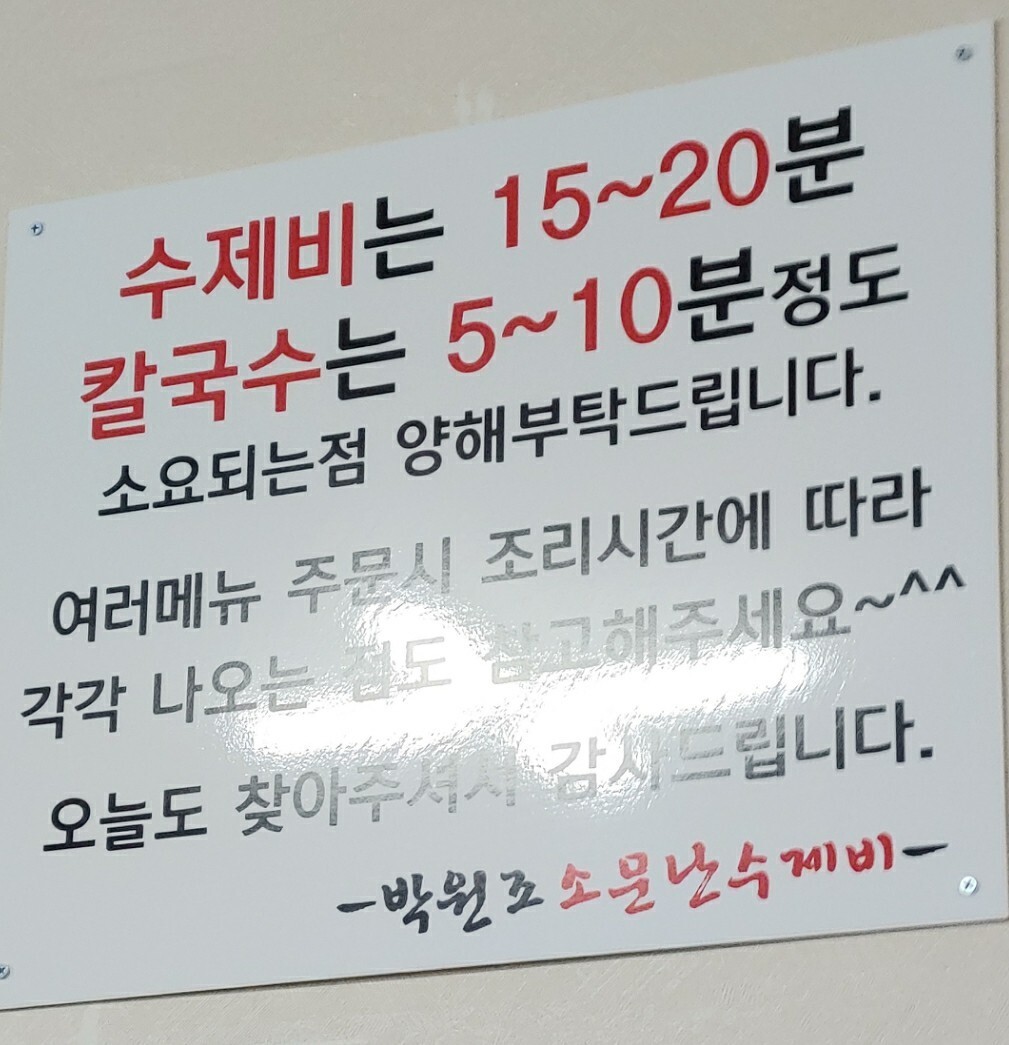 수제비는 15~20분
칼국수는 5~10분정도
소요되는점 양해부탁드립니다.
여러메뉴 주문시 조리시간에 따라
각각 나오는 점도 참고해주세요~^^
오늘도 찾아주셔서 감사드립니다.
-박원조소문난수제비-